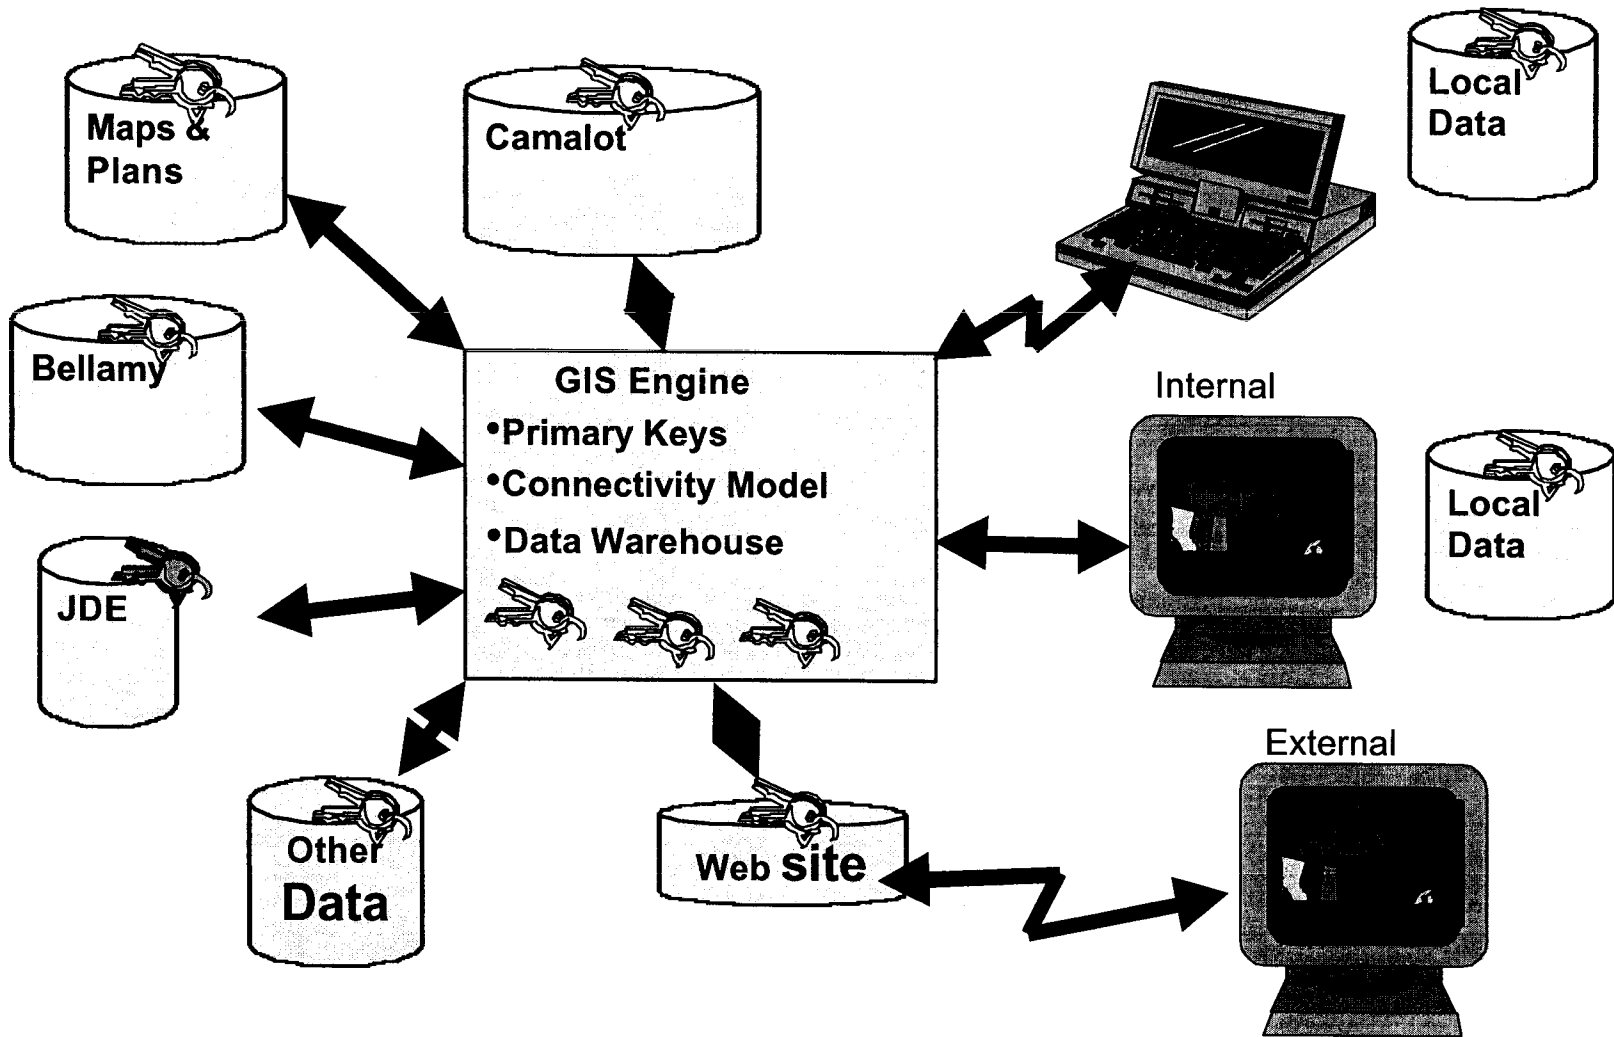 Maps &
Plans
Camalot
Local
Data
Bellamy
GIS Engine
•Primary Keys
•Connectivity Model
•Data Warehouse
Internal
Local
Data
JDE
External
Other
Data
Web site